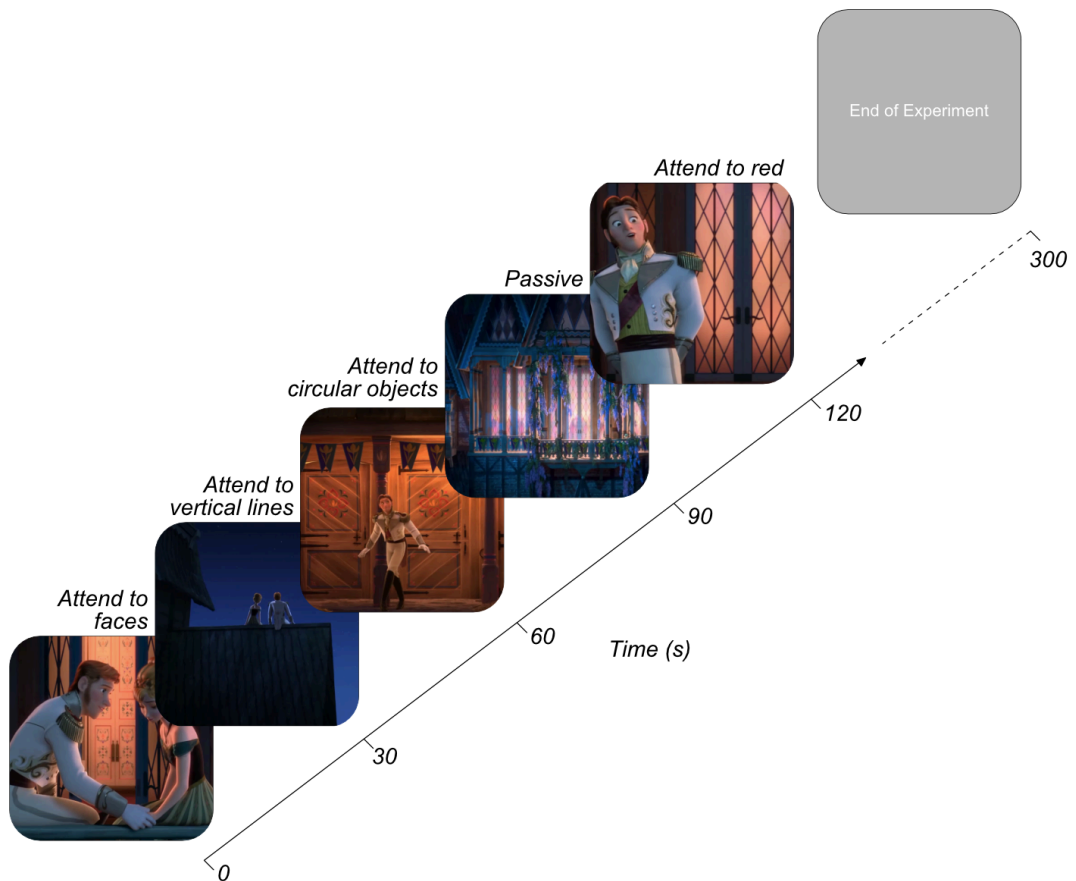 End of Experiment
Attend to red
300
Passive
Attend to
circular objects
120
Attend to
vertical lines
90
Attend to
faces
60
Time (s)
30
0